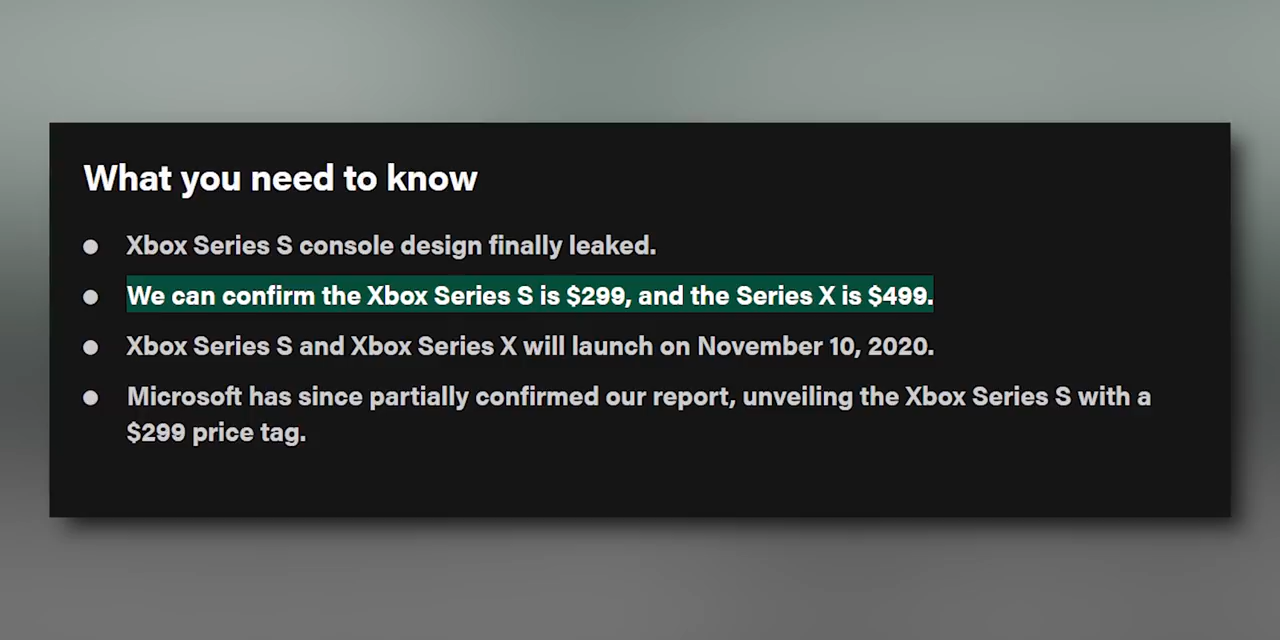 What you need to know
Xbox Series S console design finally leaked.
We can confirm the Xbox Series S is $299, and the Series X is $499.
Xbox Series S and Xbox Series X will launch on November 10, 2020.
Microsoft has since partially confirmed our report, unveiling the Xbox Series S with a
$299 price tag.